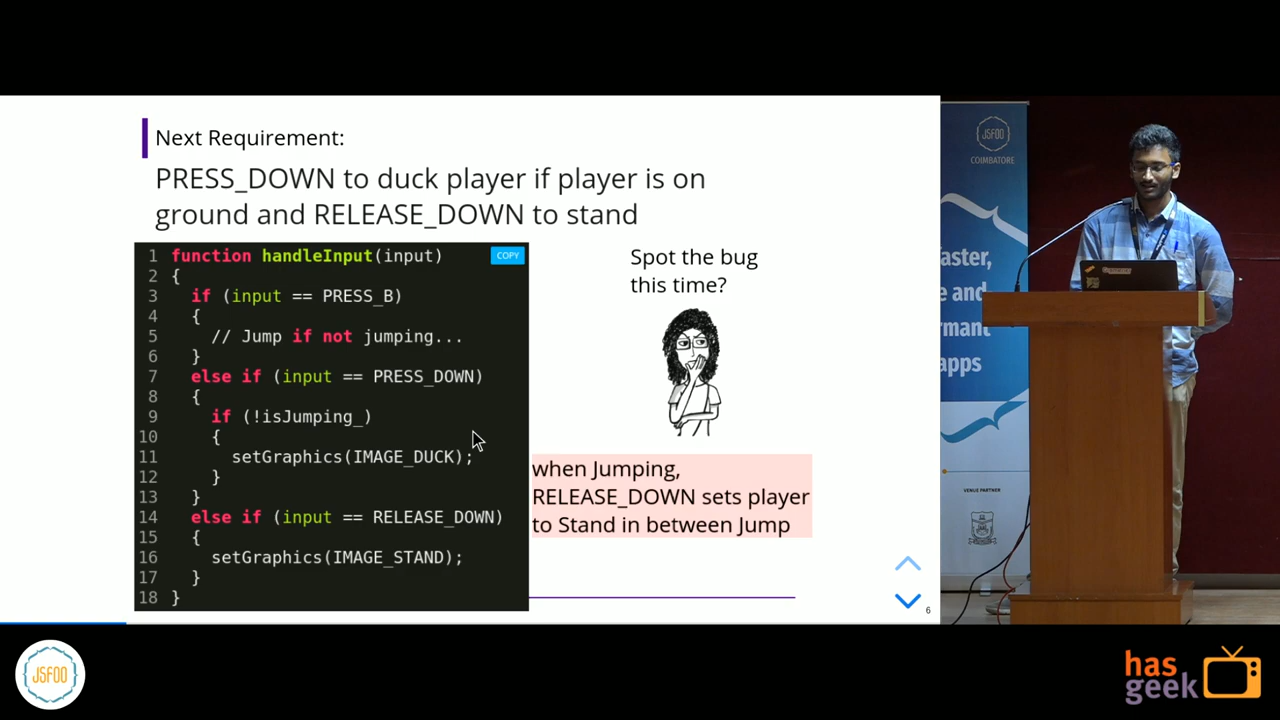 Next Requirement:
PRESS_DOWN to duck player if player is on
ground and RELEASE_DOWN to stand
1 function handleInput(input)
COPY
2 {
3   if (input == PRESS_B)
4   {
5     // Jump if not jumping...
6   }
7   else if (input == PRESS_DOWN)
8   {
9     if (!isJumping_)
10     {
11       setGraphics(IMAGE_DUCK);
12     }
13   }
14   else if (input == RELEASE_DOWN)
15   {
16     setGraphics(IMAGE_STAND);
17   }
18 }
Spot the bug
this time?
when Jumping,
RELEASE_DOWN sets player
to Stand in between Jump
6
JSFOO
COIMBATORE
aster,
e and
rmant
apps
VENUE PARTNER
JSFOO
has
geek